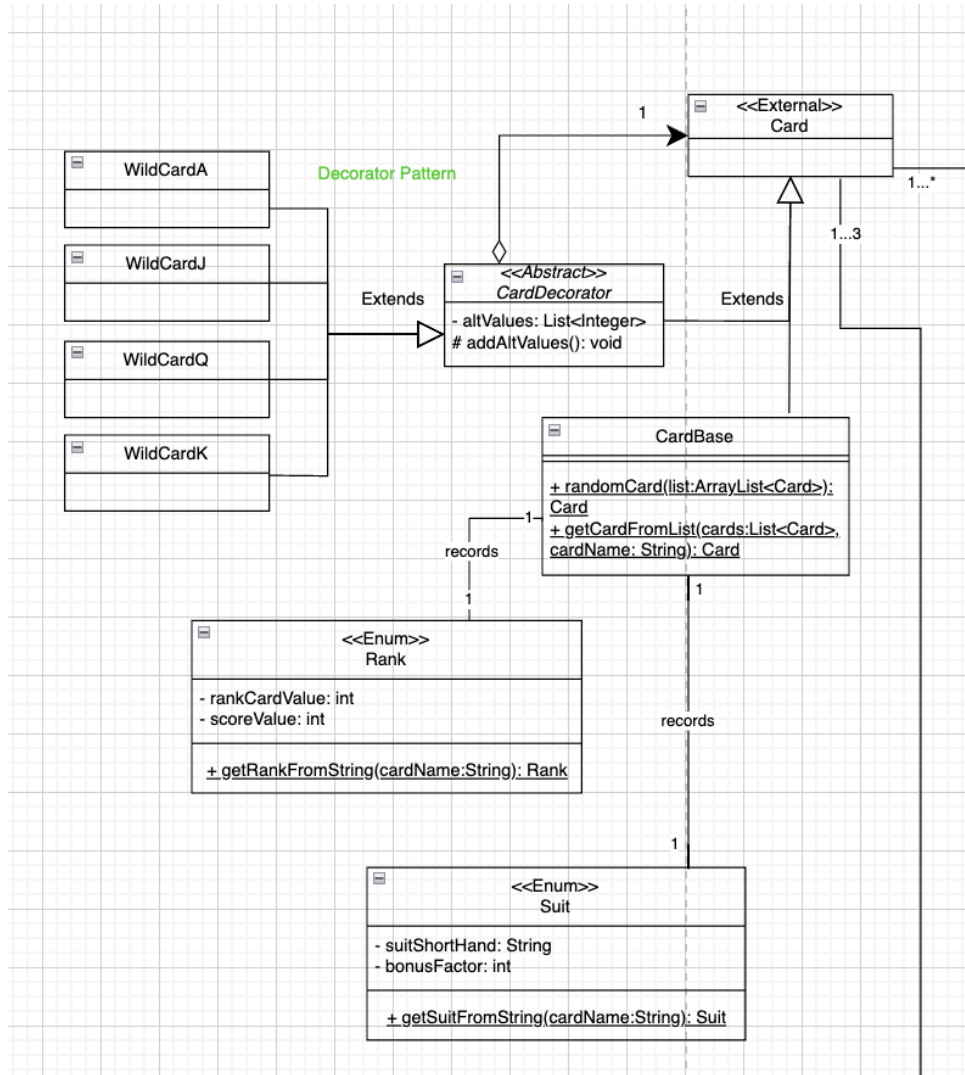 <<External>>
Card
1
1...*
1...3
Decorator Pattern
WildCardA
WildCardJ
WildCardQ
WildCardK
Extends
<<Abstract>>
CardDecorator
- altValues: List<Integer>
# addAltValues(): void
Extends
CardBase
+ randomCard(list:ArrayList<Card>):
Card
+ getCardFromList(cards:List<Card>,
cardName: String): Card
1
records
1
1
<<Enum>>
Rank
- rankCardValue: int
- scoreValue: int
+ getRankFromString(cardName:String): Rank
records
1
<<Enum>>
Suit
- suitShortHand: String
- bonusFactor: int
+ getSuitFromString(cardName:String): Suit